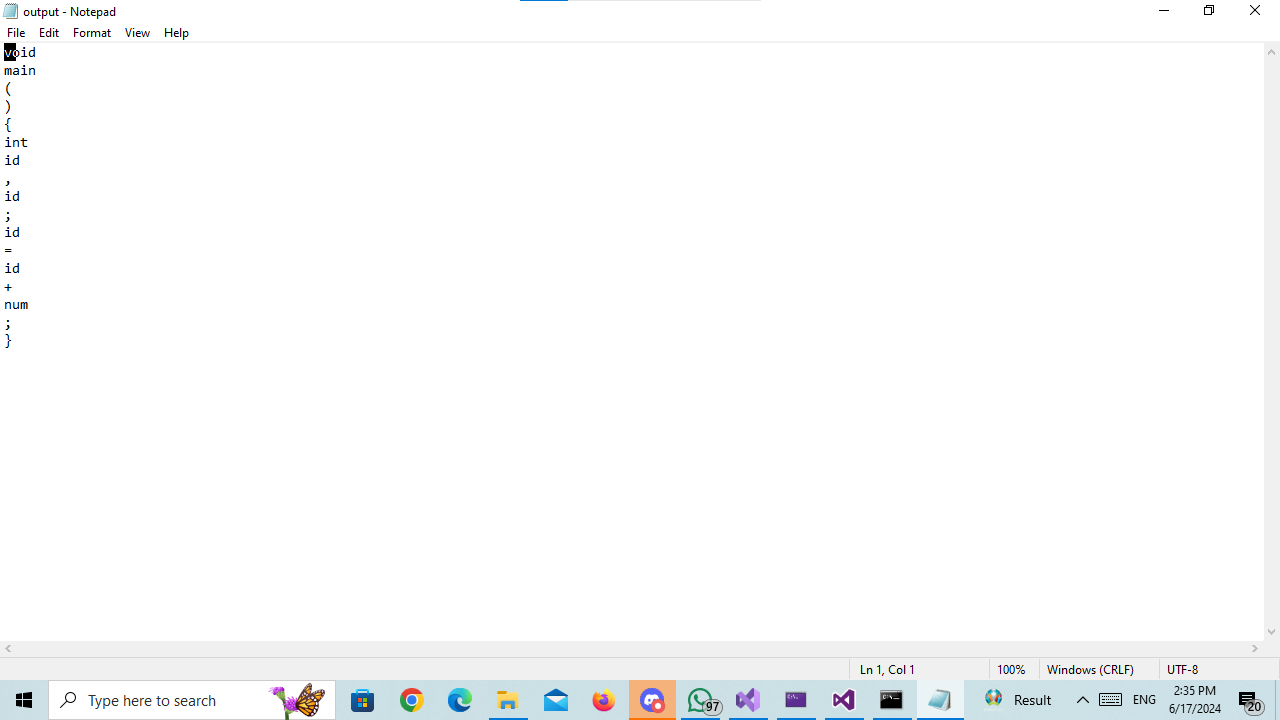 output - Notepad
File Edit Format View Help
void
main
(
)
{
int
id
,
id
;
id
=
id
+
num
;
}
Ln 1, Col 1 100% Windows (CRLF) UTF-8
Type here to search 97 Result ENG 2:35 PM
6/17/2024 20